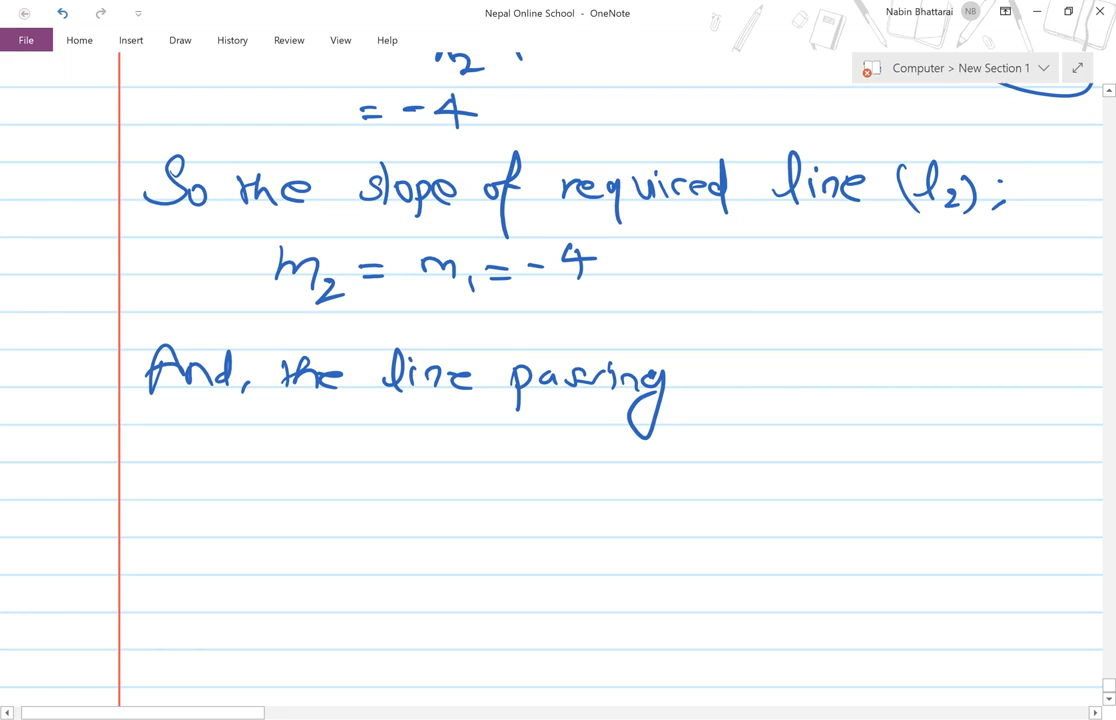 Nepal Online School - OneNote
Nabin Bhattarai NB
File Home Insert Draw History Review View Help
Computer > New Section 1
= -4
So the slope of required line (l₂);
m₂ = m₁ = -4
And, the line passing